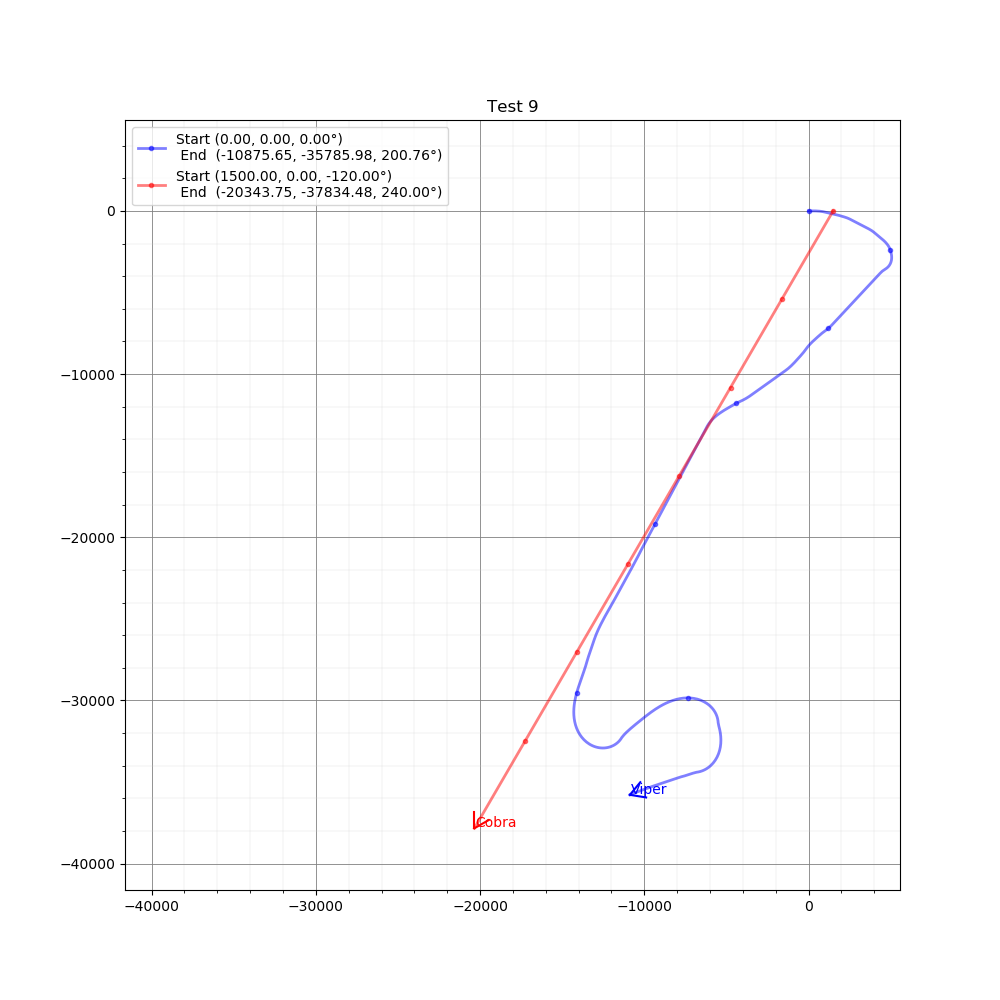 Test 9
Start (0.00, 0.00, 0.00°)
End (-10875.65, -35785.98, 200.76°)
Start (1500.00, 0.00, -120.00°)
End (-20343.75, -37834.48, 240.00°)
0
−10000
−20000
−30000
−40000
Viper
Cobra
−40000 −30000 −20000 −10000 0